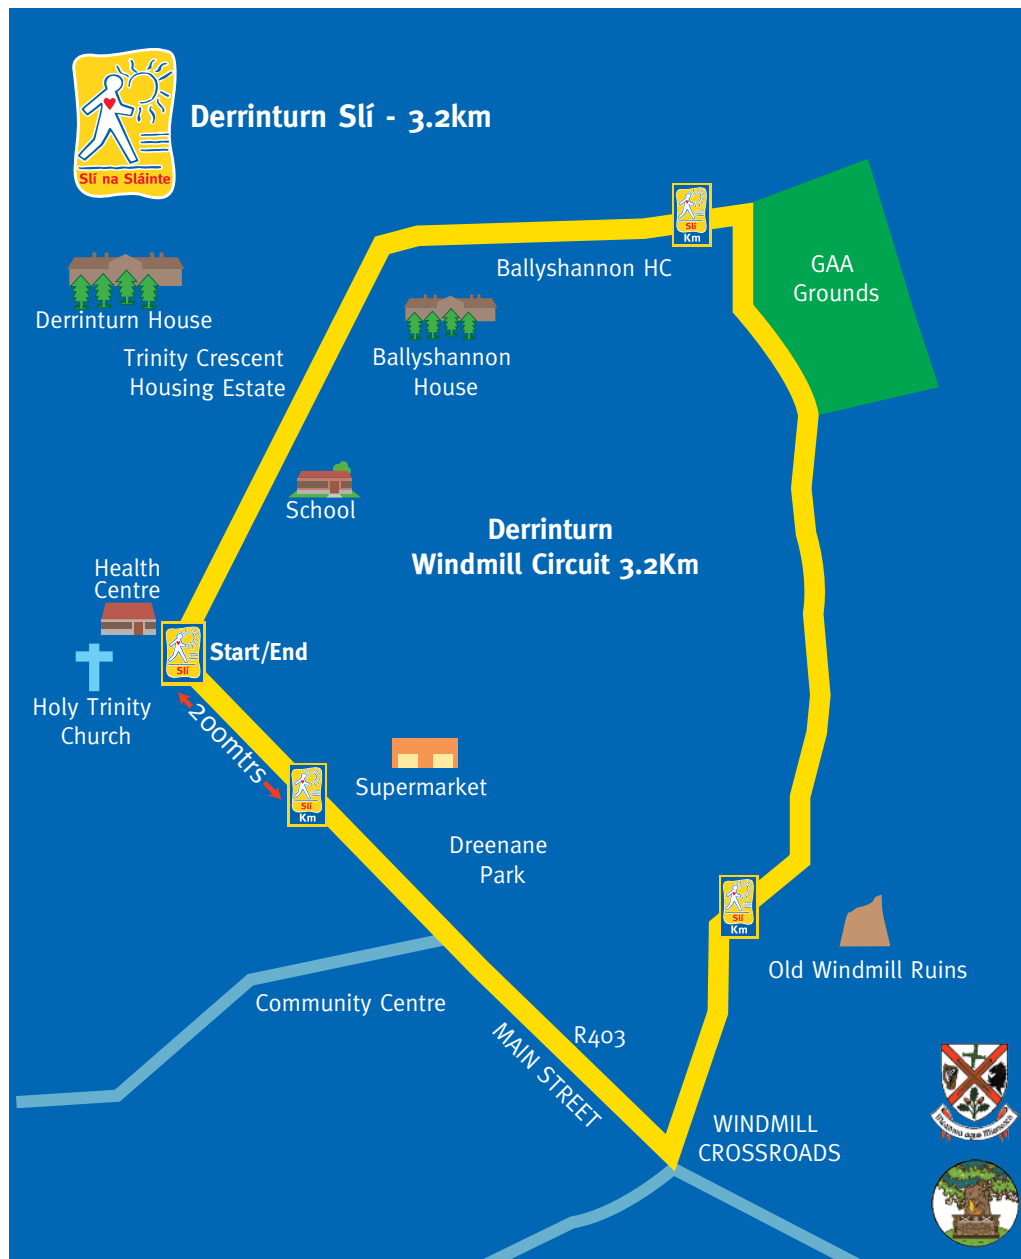 Derrinturn Slí - 3.2km
Slí na Sláinte
Slí
Km
Ballyshannon HC
GAA
Grounds
Derrinturn House
Trinity Crescent
Housing Estate
Ballyshannon
House
School
Derrinturn
Windmill Circuit 3.2Km
Health
Centre
Slí
Start/End
Holy Trinity
Church
200mtrs
Slí
Km
Supermarket
Dreenane
Park
Slí
Km
Old Windmill Ruins
Community Centre
R403
MAIN STREET
WINDMILL
CROSSROADS